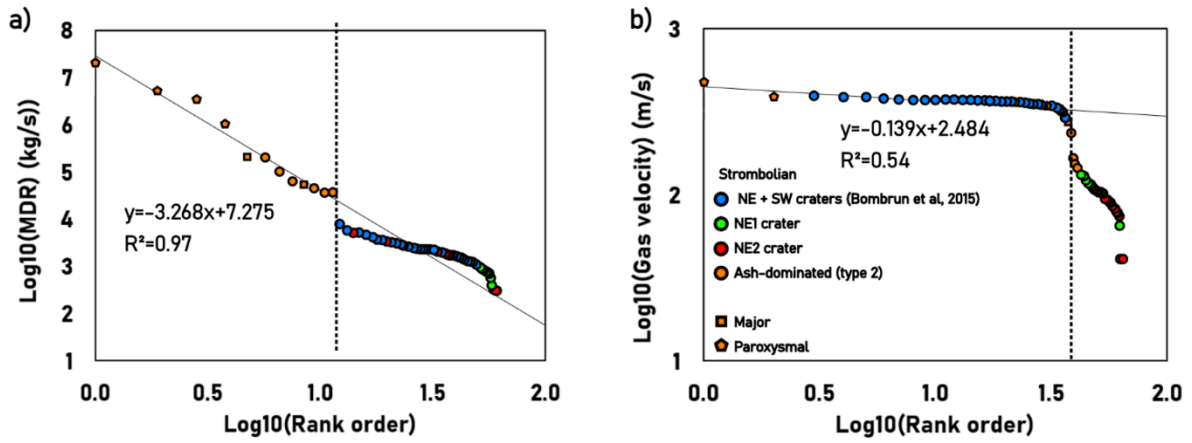 a)
8
7
6
5
4
3
2
1
Log10(MDR) (kg/s))
y=-3.268x+7.275
R²=0.97
0.0 0.5 1.0 1.5 2.0
Log10(Rank order)
b)
3
2
1
Log10(Gas velocity) (m/s)
y=-0.139x+2.484
R²=0.54
Strombolian
NE + SW craters (Bombrun et al, 2015)
NE1 crater
NE2 crater
Ash-dominated (type 2)
Major
Paroxysmal
0.0 0.5 1.0 1.5 2.0
Log10(Rank order)